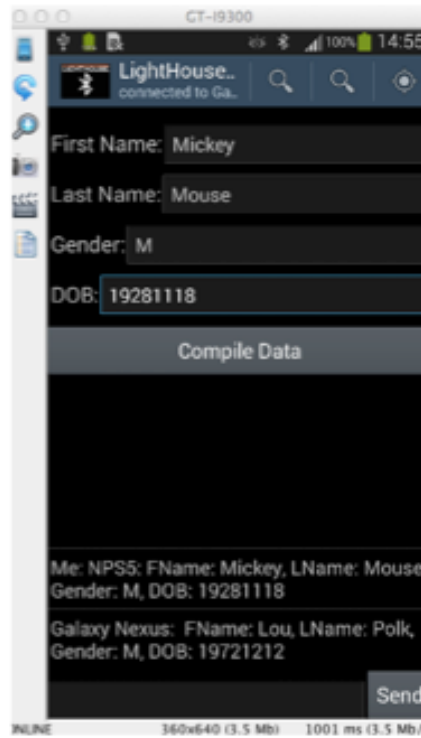 GT-I9300
100% 14:55
LIGHTHOUSE LightHouse..
connected to Ga..
First Name: Mickey
Last Name: Mouse
Gender: M
DOB: 19281118
Compile Data
Me: NPS5: FName: Mickey, LName: Mouse
Gender: M, DOB: 19281118
Galaxy Nexus: FName: Lou, LName: Polk,
Gender: M, DOB: 19721212
Send
360x640 (3.5 Mb) 1001 ms (3.5 Mb/